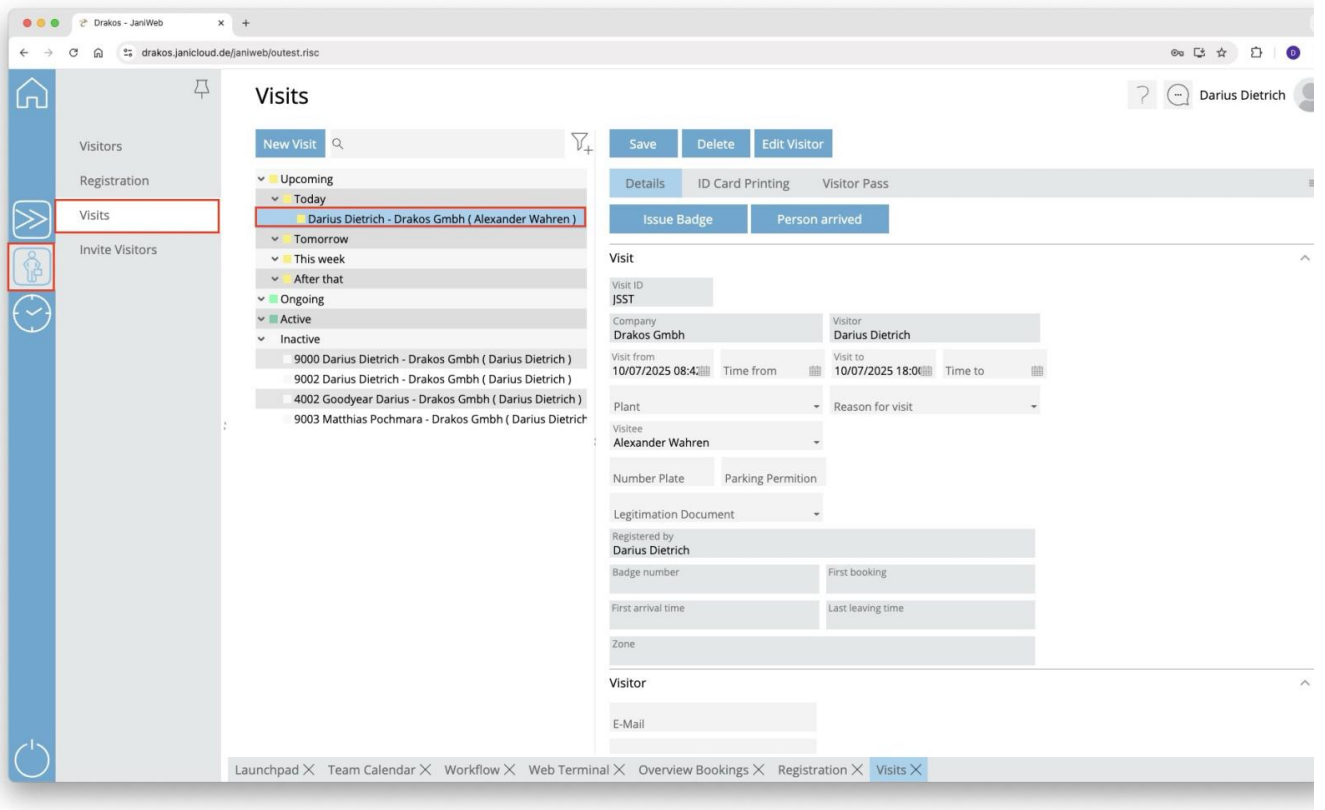 Drakos - JaniWeb
drakos.janicloud.de/janiweb/outest.risc
D
Visits
Darius Dietrich
Visitors
Registration
Visits
Invite Visitors
New Visit
Upcoming
Today
Darius Dietrich - Drakos Gmbh ( Alexander Wahren )
Tomorrow
This week
After that
Ongoing
Active
Inactive
9000 Darius Dietrich - Drakos Gmbh ( Darius Dietrich )
9002 Darius Dietrich - Drakos Gmbh ( Darius Dietrich )
4002 Goodyear Darius - Drakos Gmbh ( Darius Dietrich )
9003 Matthias Pochmara - Drakos Gmbh ( Darius Dietrich
Save Delete Edit Visitor
Details ID Card Printing Visitor Pass
Issue Badge Person arrived
Visit
Visit ID
JSST
Company Visitor
Drakos Gmbh Darius Dietrich
Visit from Visit to
10/07/2025 08:42 Time from 10/07/2025 18:00 Time to
Plant Reason for visit
Visitee
Alexander Wahren
Number Plate Parking Permition
Legitimation Document
Registered by
Darius Dietrich
Badge number First booking
First arrival time Last leaving time
Zone
Visitor
E-Mail
Launchpad Team Calendar Workflow Web Terminal Overview Bookings Registration Visits